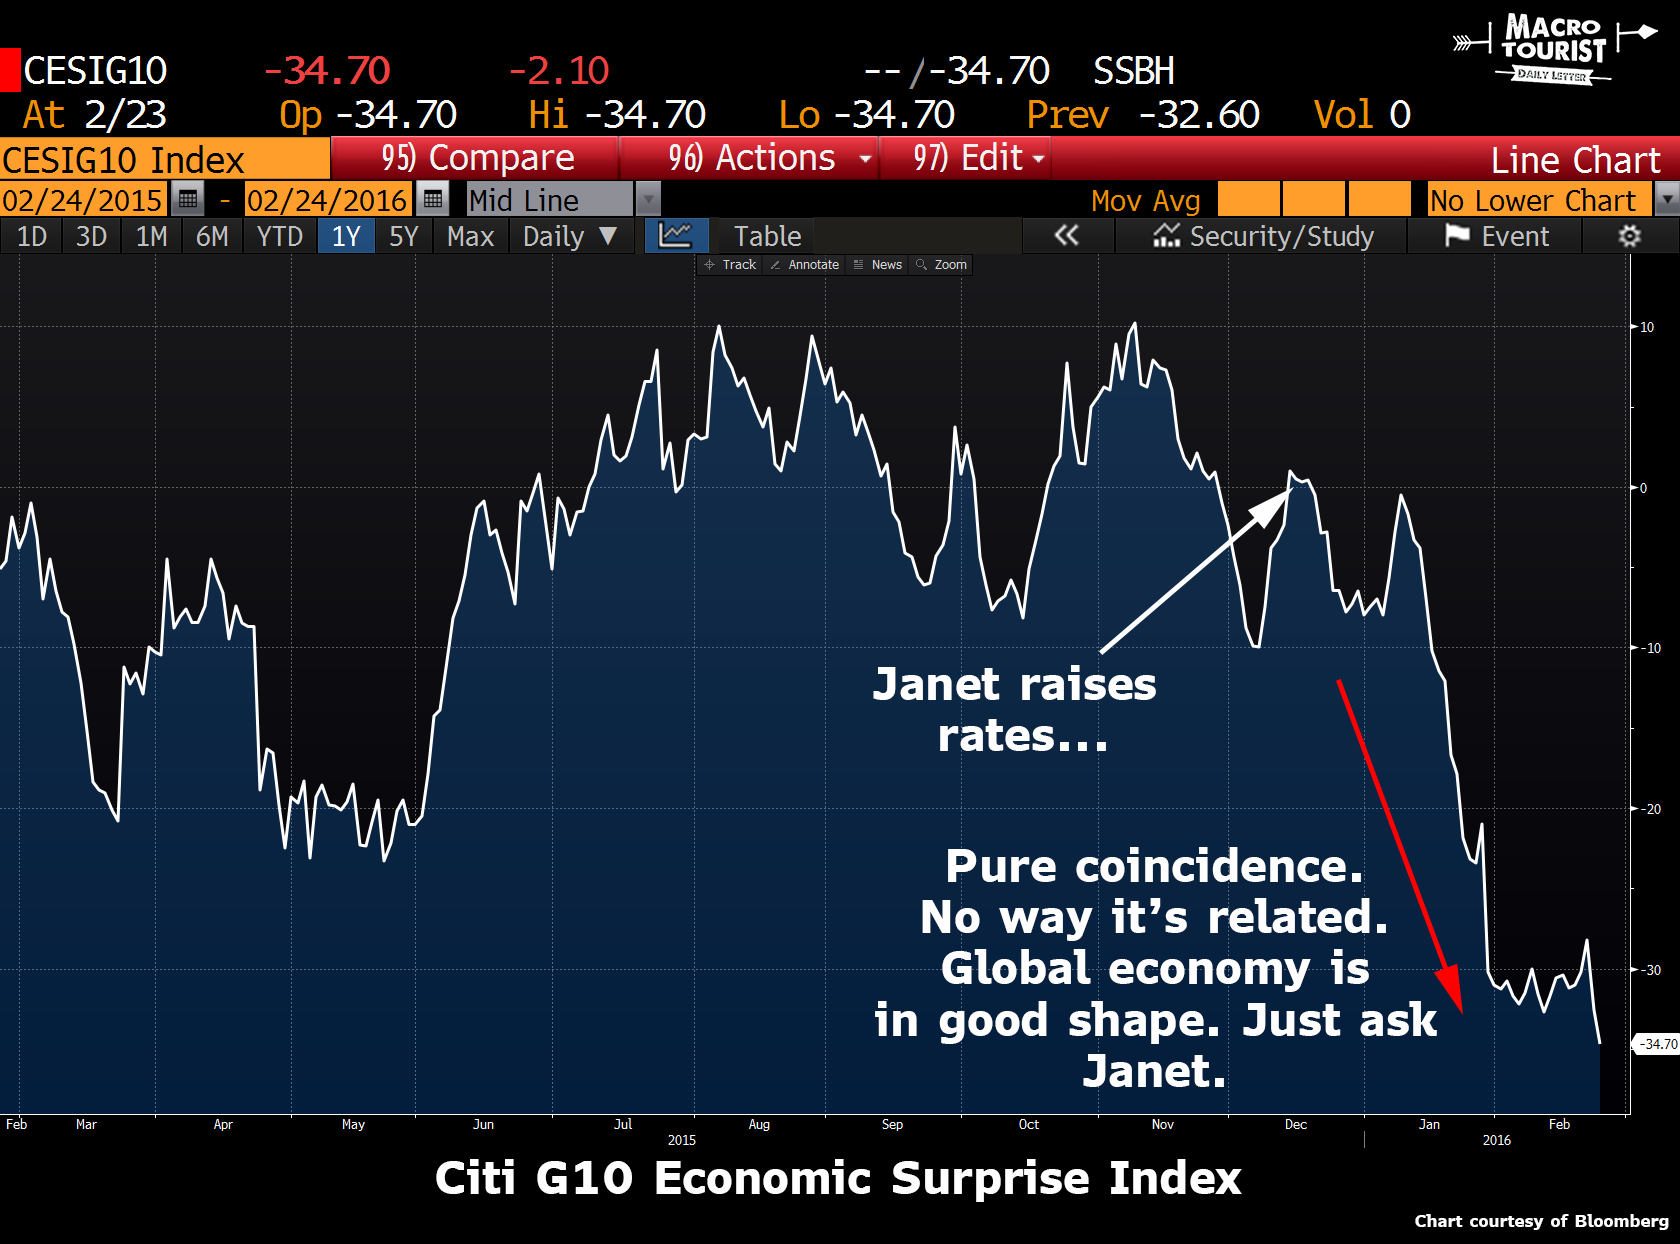 MACRO
TOURIST
DAILY LETTER
CESIG10 -34.70 -2.10 --/-34.70 SSBH
At 2/23 Op -34.70 Hi -34.70 Lo -34.70 Prev -32.60 Vol 0
CESIG10 Index 95) Compare 96) Actions 97) Edit Line Chart
02/24/2015 - 02/24/2016 Mid Line Mov Avg No Lower Chart
1D 3D 1M 6M YTD 1Y 5Y Max Daily ▼ Table « Security/Study Event
Track Annotate News Zoom
10
0
-10
-20
-30
-34.70
Janet raises
rates...
Pure coincidence.
No way it's related.
Global economy is
in good shape. Just ask
Janet.
Feb Mar Apr May Jun Jul Aug Sep Oct Nov Dec Jan Feb
2015 2016
Citi G10 Economic Surprise Index
Chart courtesy of Bloomberg